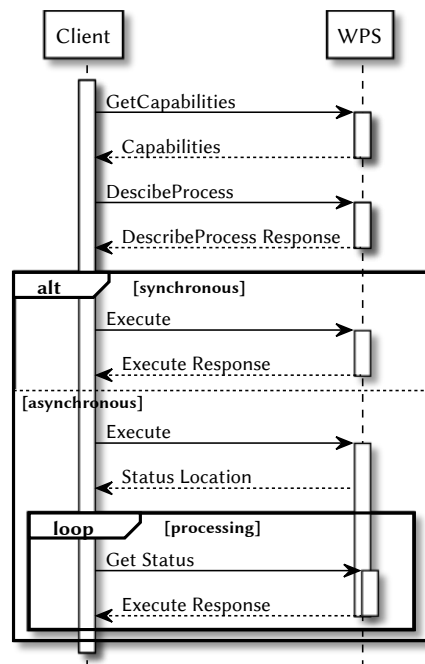 Client WPS
GetCapabilities
Capabilities
DescibeProcess
DescribeProcess Response
alt [synchronous]
Execute
Execute Response
[asynchronous]
Execute
Status Location
loop [processing]
Get Status
Execute Response